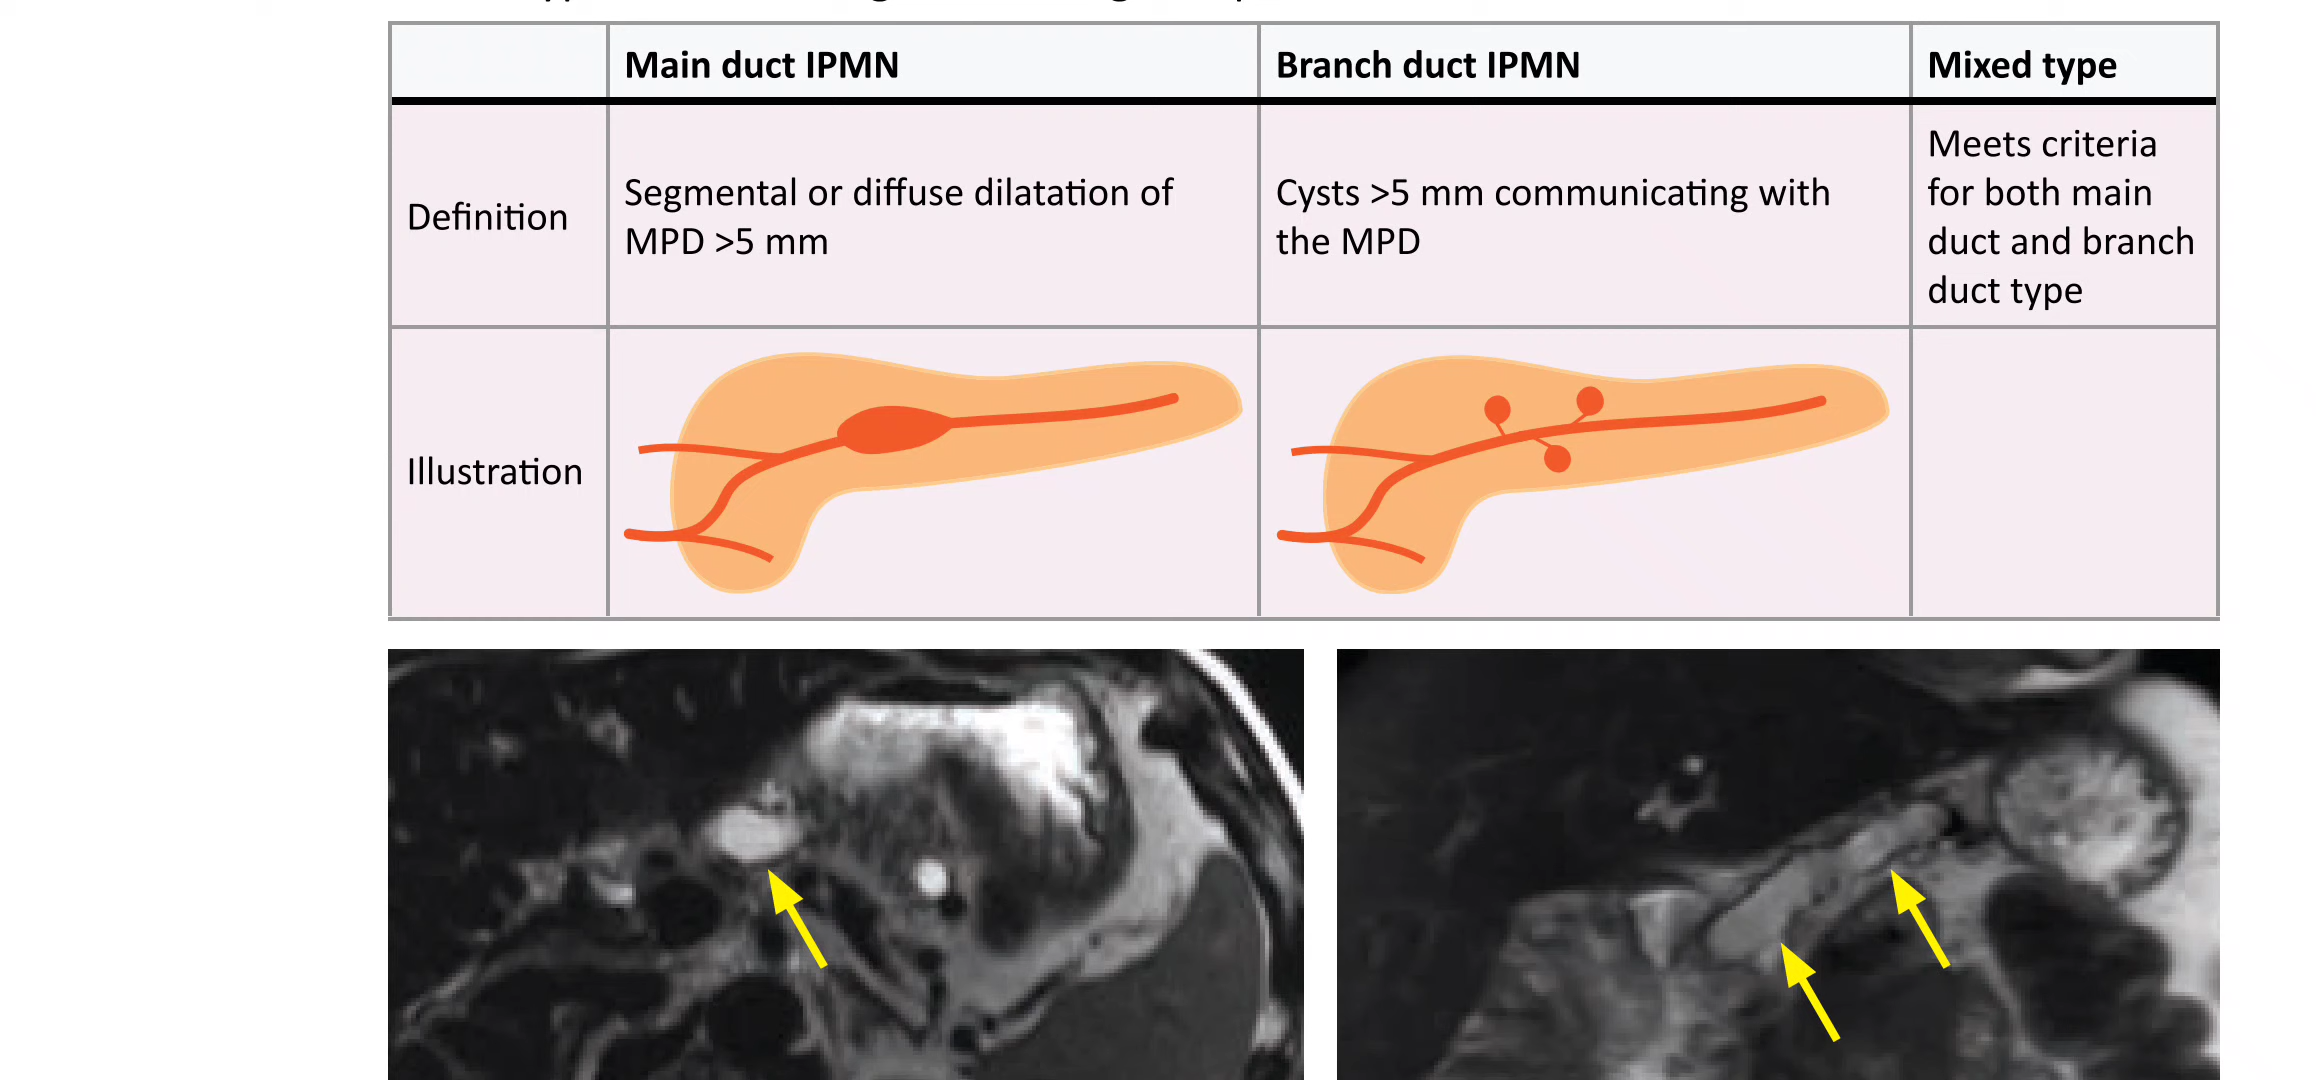 Main duct IPMN
Branch duct IPMN
Mixed type
Definition
Segmental or diffuse dilatation of
MPD >5 mm
Cysts >5 mm communicating with
the MPD
Meets criteria
for both main
duct and branch
duct type
Illustration